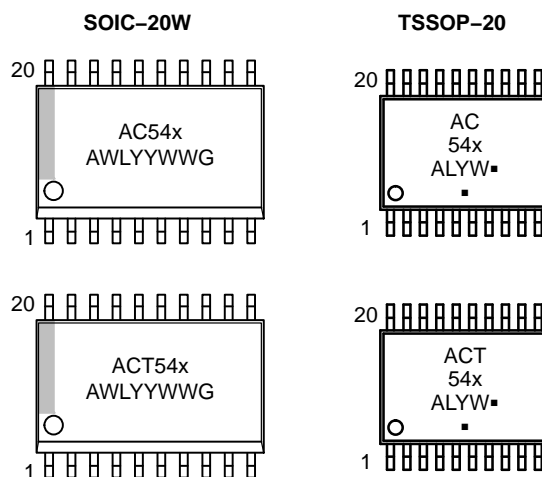 SOIC–20W
20
AC54x
AWLYYWWG
1
20
ACT54x
AWLYYWWG
1
TSSOP–20
20
AC
54x
ALYW▪
▪
1
20
ACT
54x
ALYW▪
▪
1